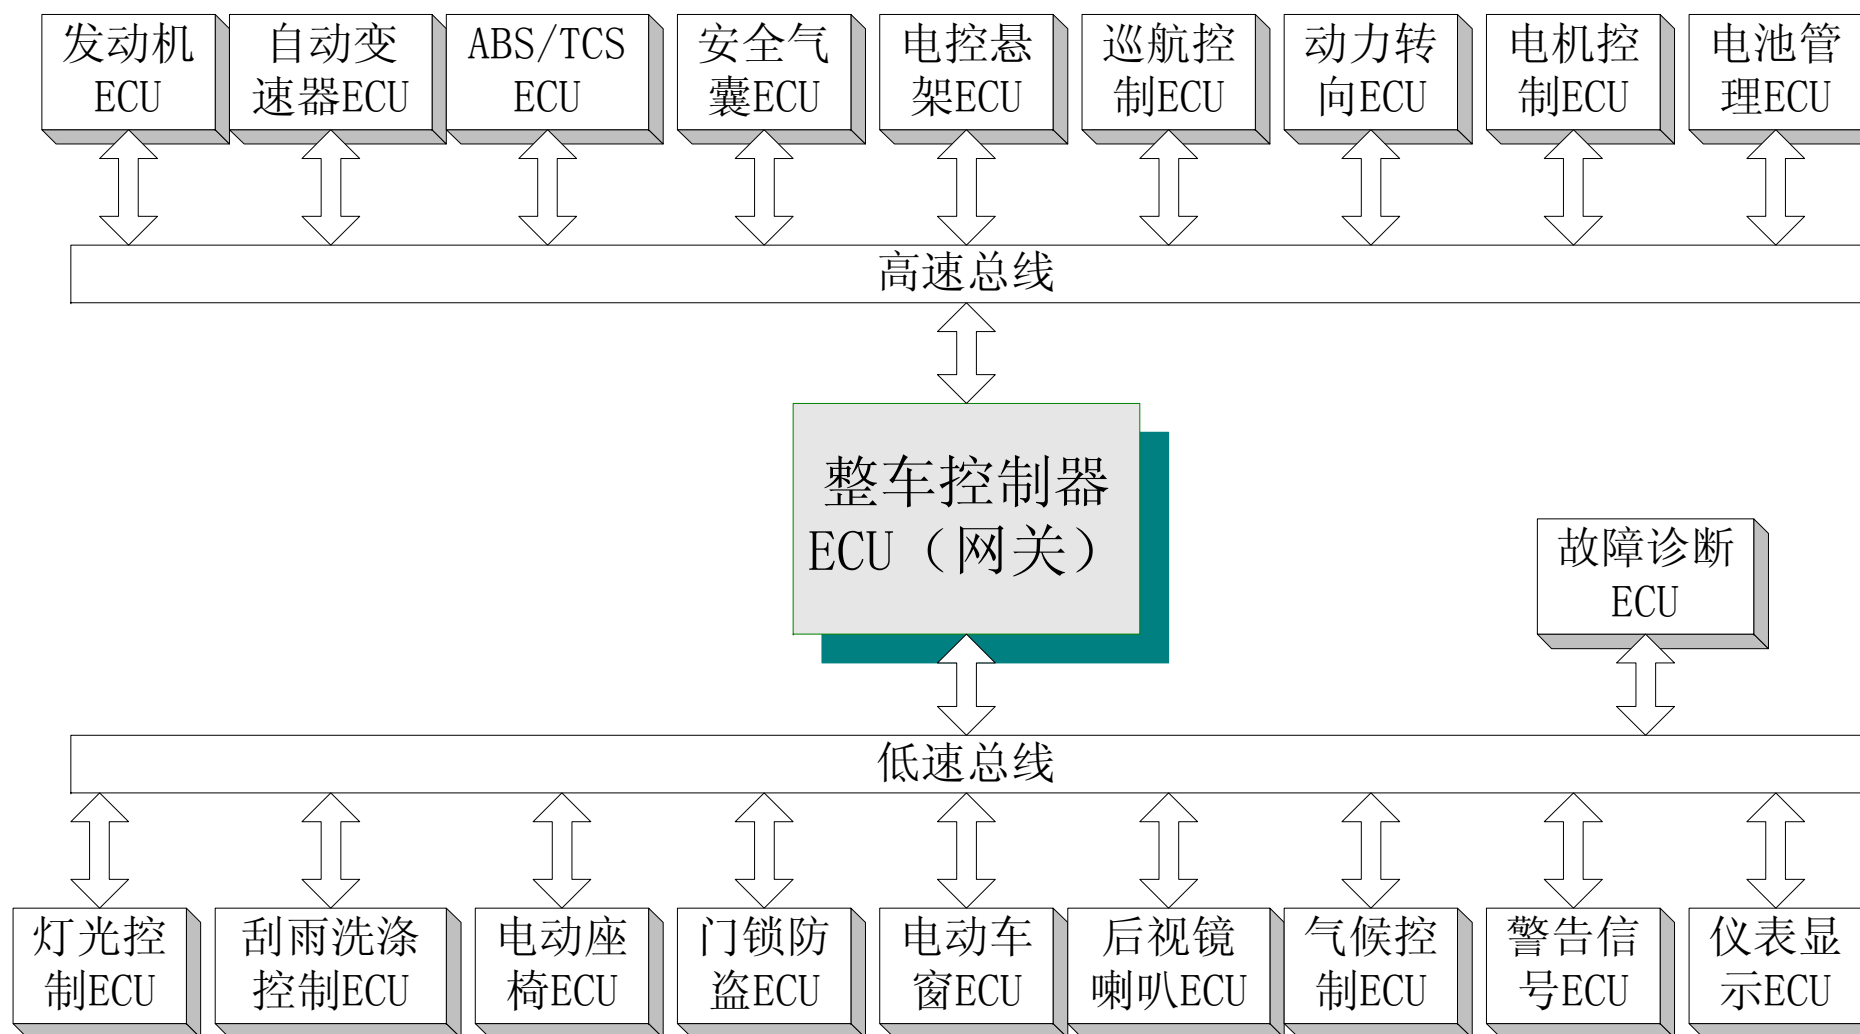 发动机
ECU
自动变
速器ECU
ABS/TCS
ECU
安全气
囊ECU
电控悬
架ECU
巡航控
制ECU
动力转
向ECU
电机控
制ECU
电池管
理ECU
高速总线
整车控制器
ECU（网关）
故障诊断
ECU
低速总线
灯光控
制ECU
刮雨洗涤
控制ECU
电动座
椅ECU
门锁防
盗ECU
电动车
窗ECU
后视镜
喇叭ECU
气候控
制ECU
警告信
号ECU
仪表显
示ECU